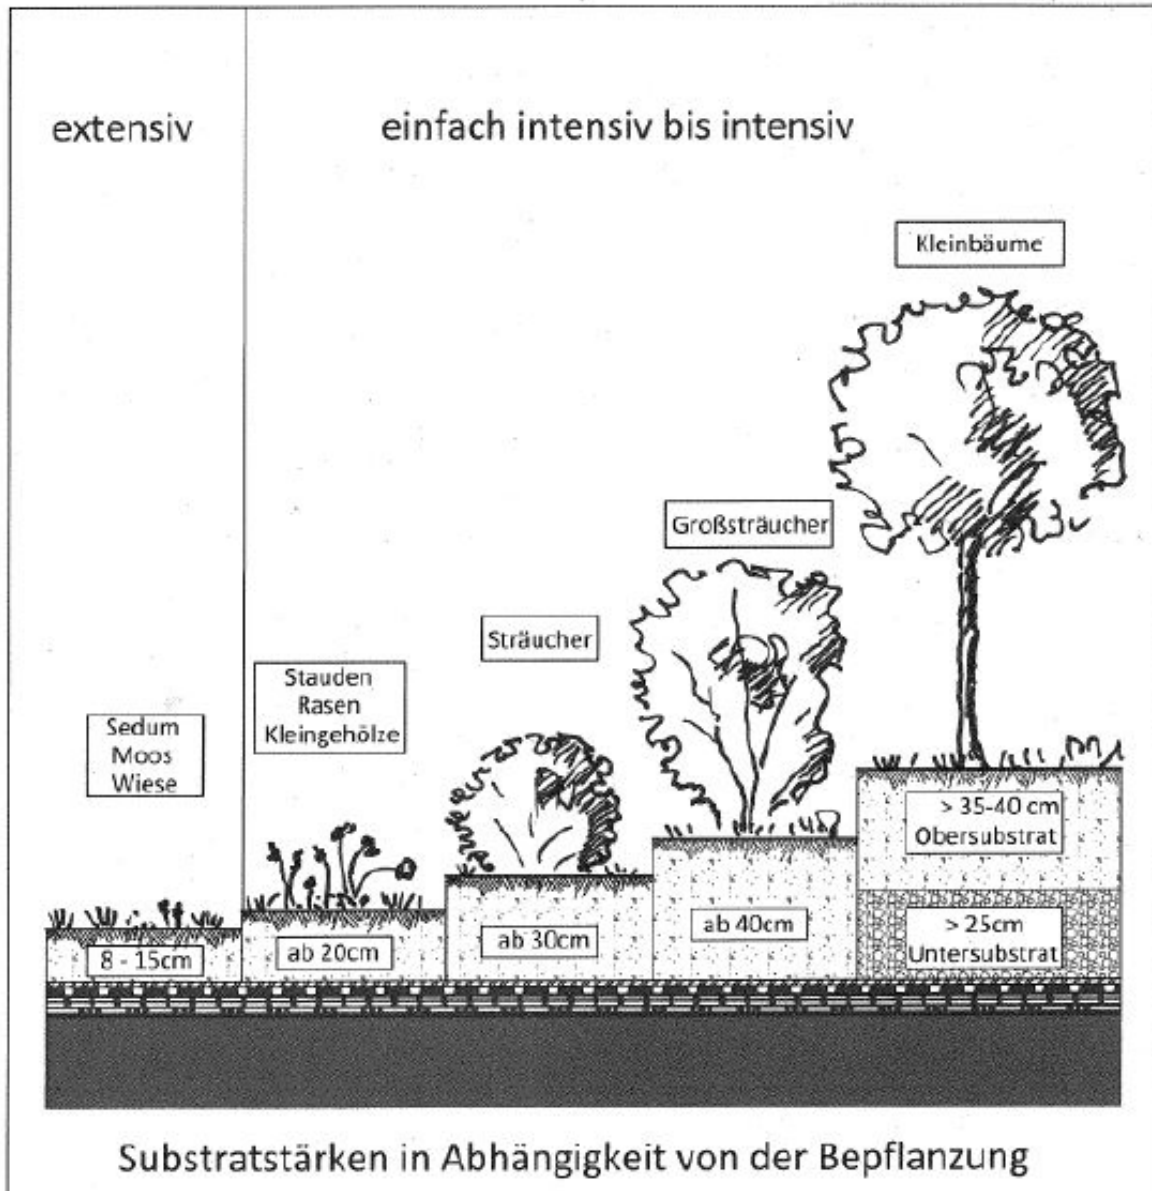 extensiv
einfach intensiv bis intensiv
Kleinbäume
Großsträucher
Sträucher
Stauden
Rasen
Kleingehölze
Sedum
Moos
Wiese
8 - 15cm
ab 20cm
ab 30cm
ab 40cm
> 35-40 cm
Obersubstrat
> 25cm
Untersubstrat
Substratstärken in Abhängigkeit von der Bepflanzung